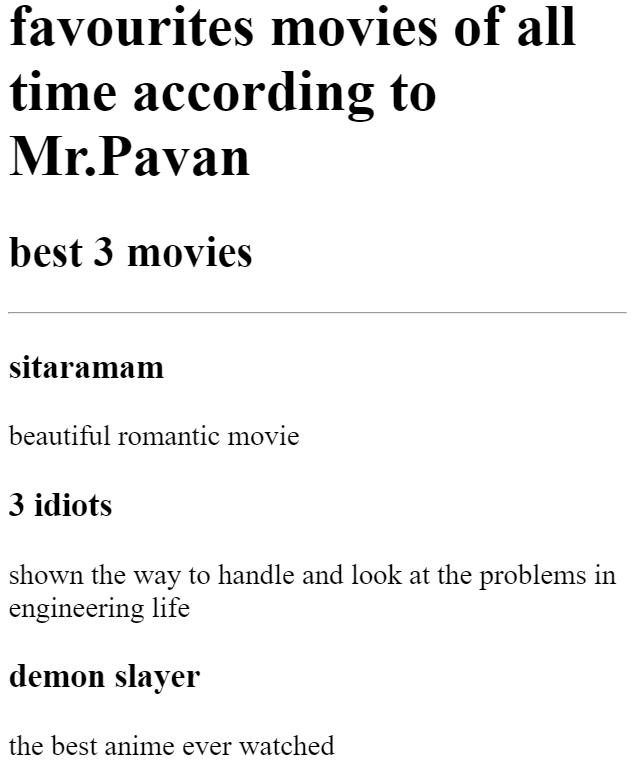 favourites movies of all
time according to
Mr.Pavan
best 3 movies
sitaramam
beautiful romantic movie
3 idiots
shown the way to handle and look at the problems in
engineering life
demon slayer
the best anime ever watched